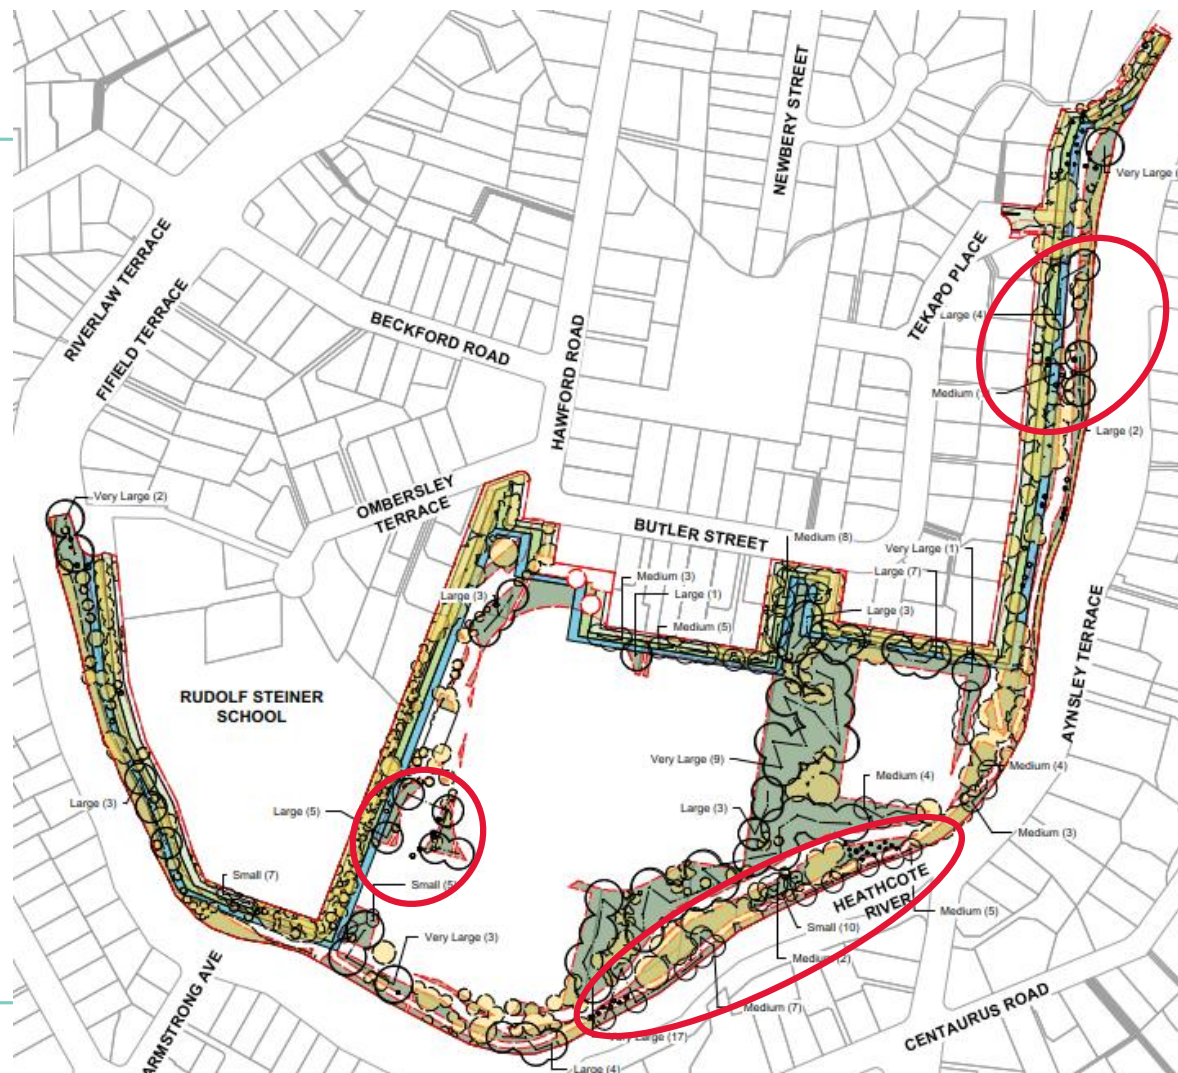 NEWBERY STREET
Very Large (
RIVERLAW TERRACE
FIFIELD TERRACE
BECKFORD ROAD
HAWFORD ROAD
TEKAPO PLACE
Large (4)
Medium (
Large (2)
Very Large (2)
OMBERSLEY
TERRACE
BUTLER STREET
Medium (8)
Very Large (1)
Large (7)
Medium (3)
Large (1)
Large (3)
Medium (5)
Large (3)
AYNSLEY TERRACE
RUDOLF STEINER
SCHOOL
Very Large (9)
Medium (4)
Medium (4)
Large (3)
Large (5)
Large (3)
Medium (3)
Small (7)
Small (5)
HEATHCOTE
RIVER
Medium (5)
Small (10)
Very Large (3)
Medium (2)
Medium (7)
Very Large (17)
Large (4)
ARMSTRONG AVE
CENTAURUS ROAD